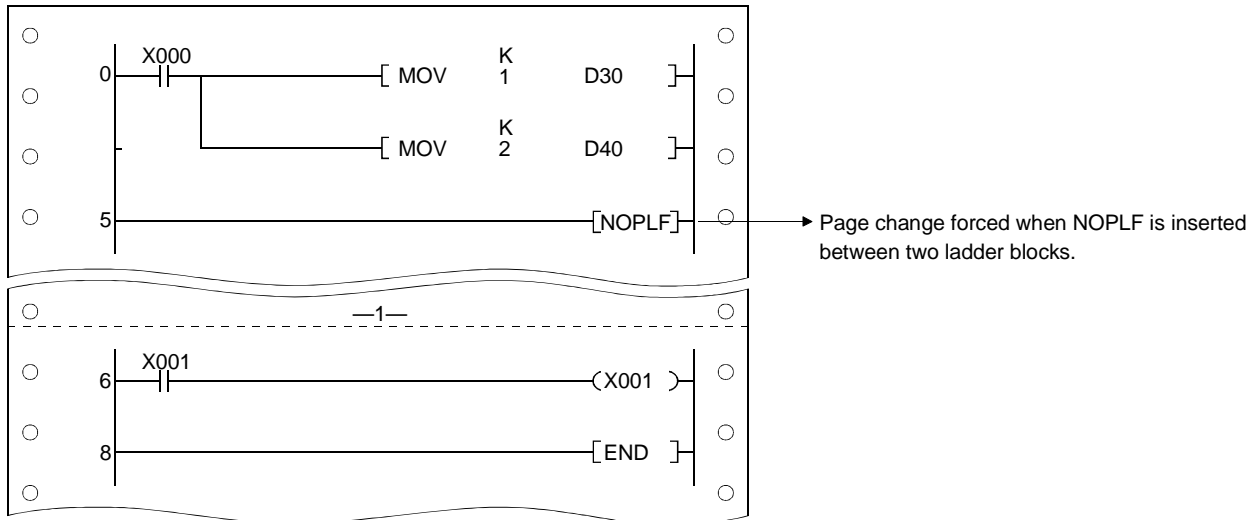 X000
K
0 MOV 1 D30
K
MOV 2 D40
5 NOPLF
Page change forced when NOPLF is inserted
between two ladder blocks.
—1—
X001
6 X001
8 END